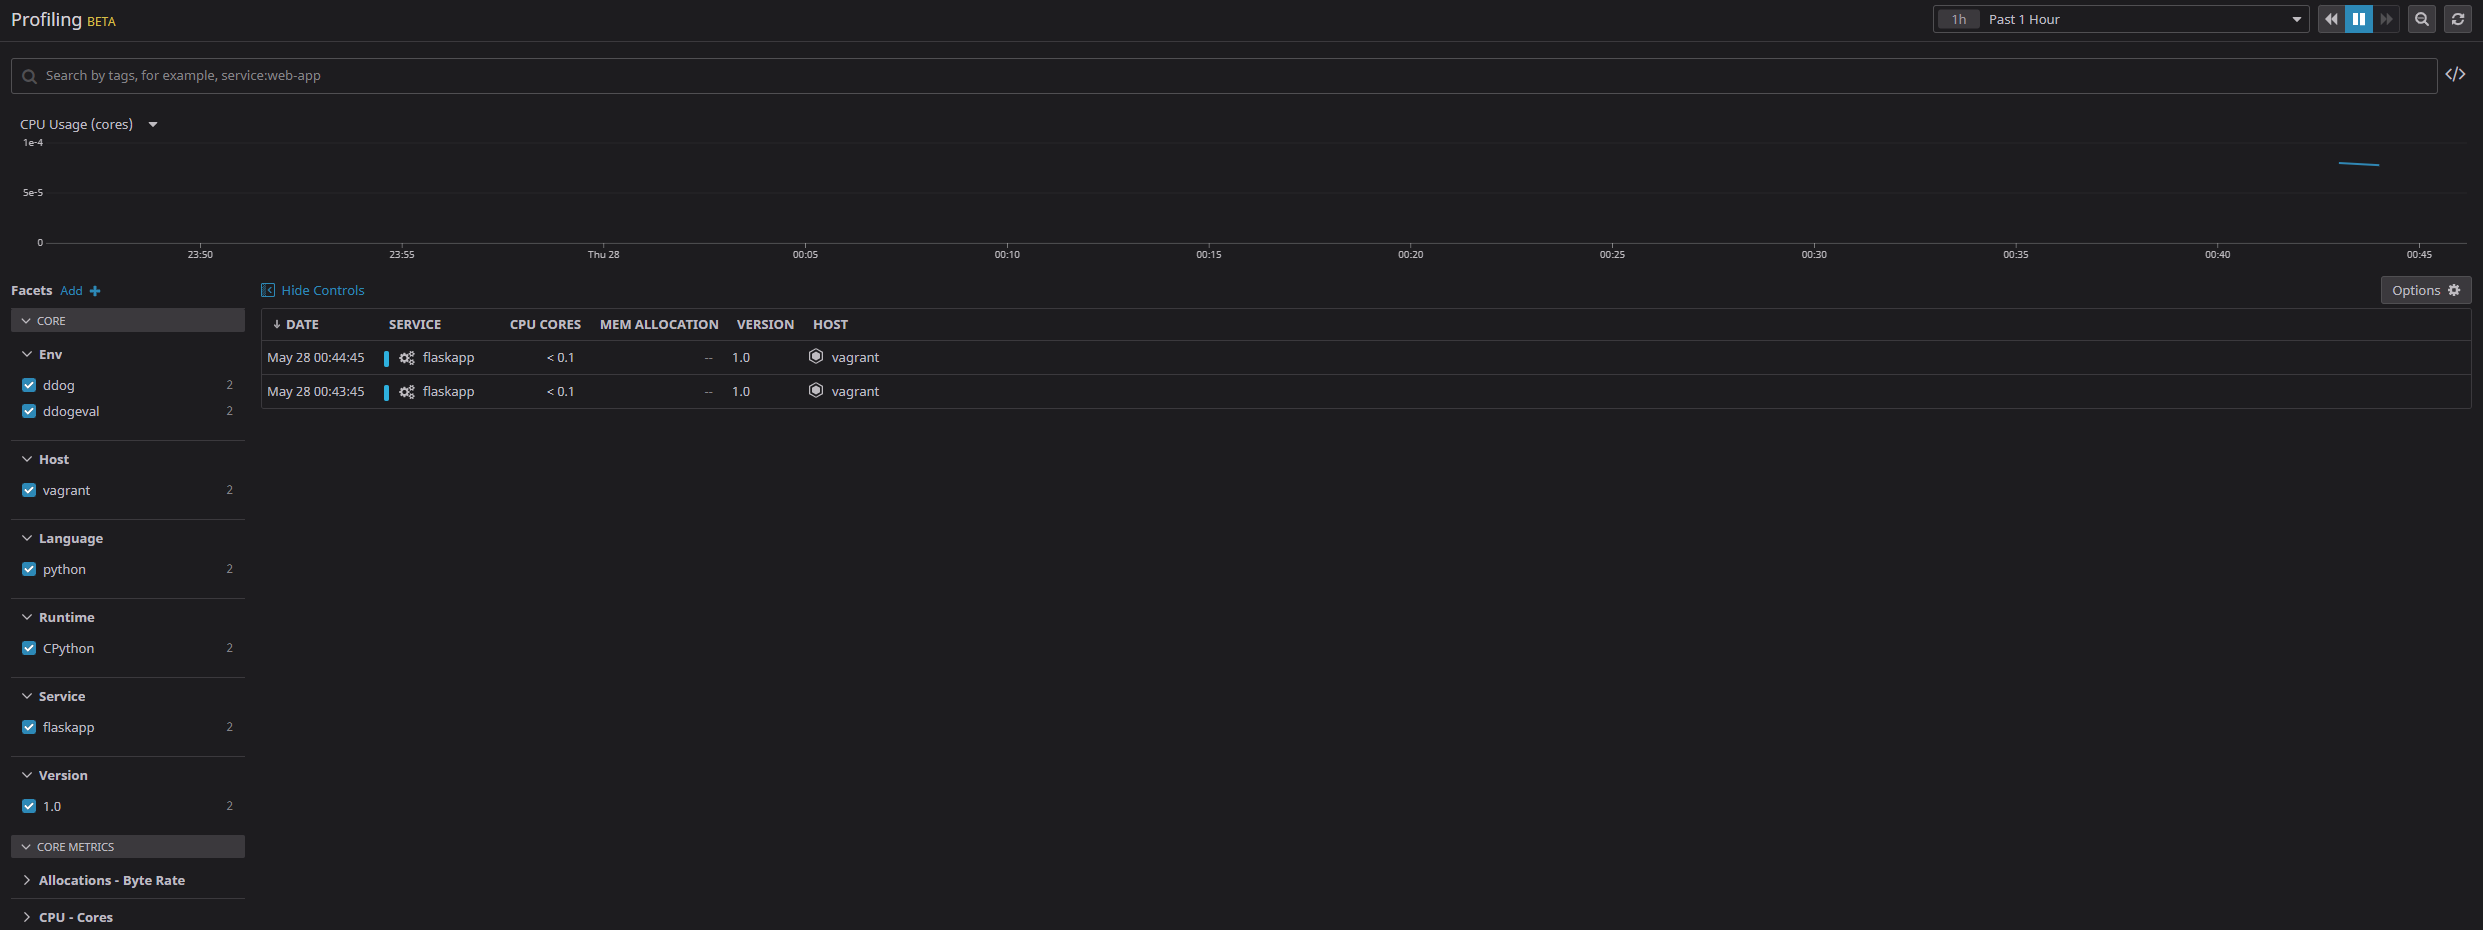 Profiling BETA
1h Past 1 Hour
Search by tags, for example, service:web-app
</>
CPU Usage (cores)
1e-4
5e-5
0
23:50 23:55 Thu 28 00:05 00:10 00:15 00:20 00:25 00:30 00:35 00:40 00:45
Facets Add +
Hide Controls
Options
CORE
DATE SERVICE CPU CORES MEM ALLOCATION VERSION HOST
May 28 00:44:45 flaskapp < 0.1 -- 1.0 vagrant
May 28 00:43:45 flaskapp < 0.1 -- 1.0 vagrant
Env
ddog 2
ddogeval 2
Host
vagrant 2
Language
python 2
Runtime
CPython 2
Service
flaskapp 2
Version
1.0 2
CORE METRICS
Allocations - Byte Rate
CPU - Cores